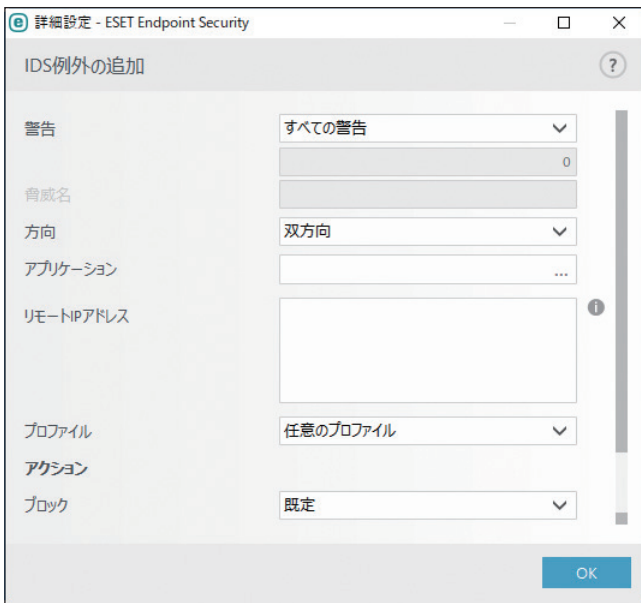 詳細設定 - ESET Endpoint Security
IDS例外の追加
?
警告
すべての警告
0
脅威名
方向
双方向
アプリケーション
...
リモートIPアドレス
i
プロファイル
任意のプロファイル
アクション
ブロック
既定
OK